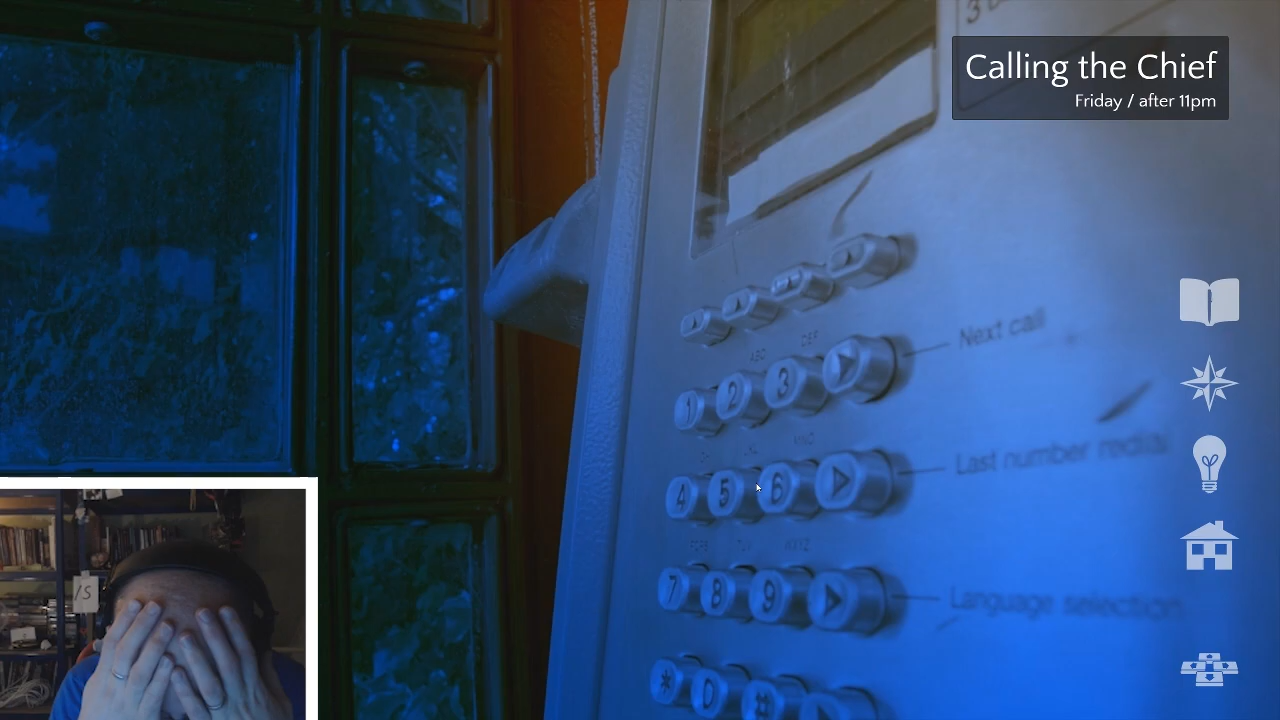 Calling the Chief
Friday / after 11pm
3
Next call
ABC DEF
1 2 3
Last number redial
4 5 6
7 8 9
Language selection
* 0 #
/S